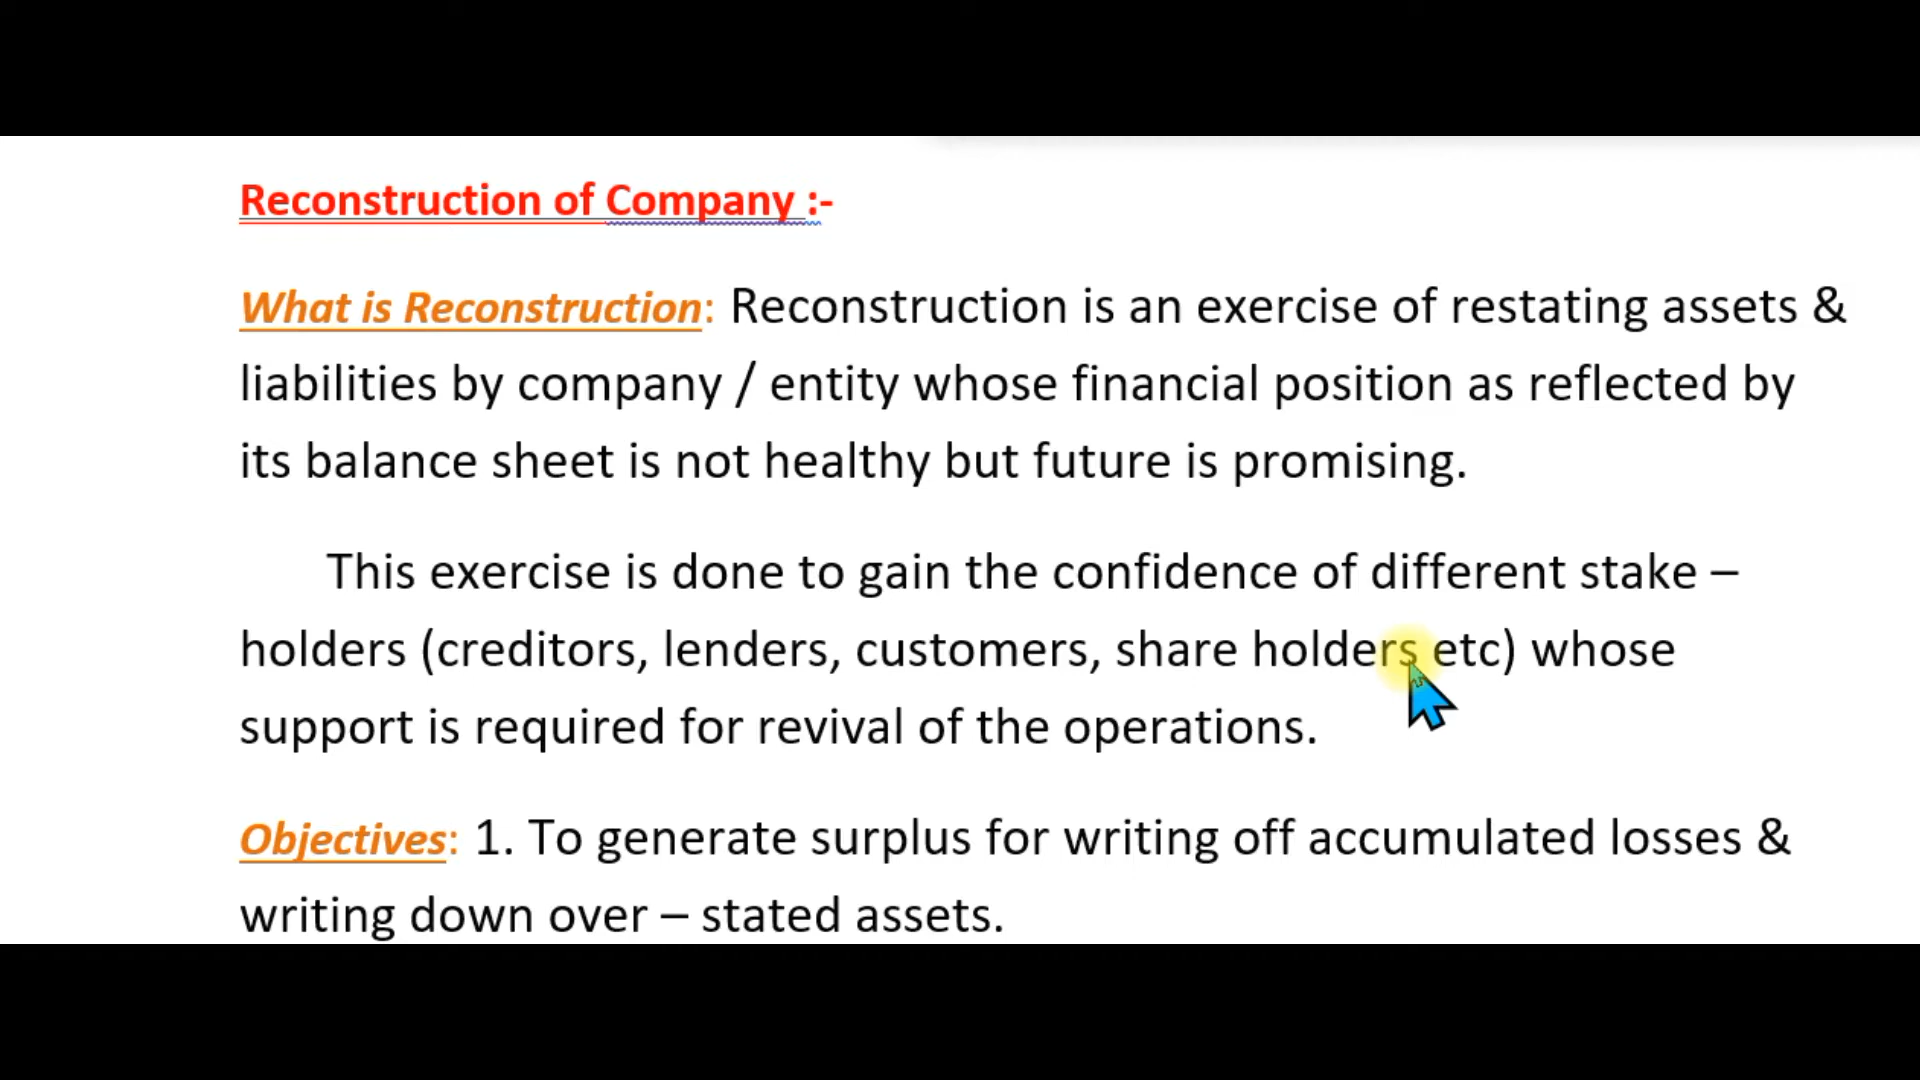 Reconstruction of Company :-
What is Reconstruction: Reconstruction is an exercise of restating assets &
liabilities by company / entity whose financial position as reflected by
its balance sheet is not healthy but future is promising.
This exercise is done to gain the confidence of different stake –
holders (creditors, lenders, customers, share holders etc) whose
support is required for revival of the operations.
Objectives: 1. To generate surplus for writing off accumulated losses &
writing down over – stated assets.